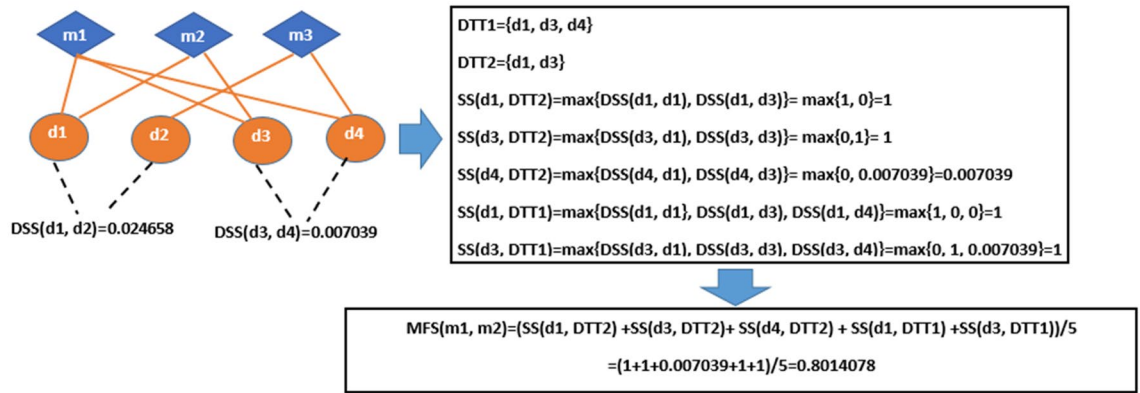 m1
m2
m3
d1
d2
d3
d4
DSS(d1, d2)=0.024658
DSS(d3, d4)=0.007039
DTT1={d1, d3, d4}
DTT2={d1, d3}
SS(d1, DTT2)=max{DSS(d1, d1), DSS(d1, d3)}= max{1, 0}=1
SS(d3, DTT2)=max{DSS(d3, d1), DSS(d3, d3)}= max{0,1}= 1
SS(d4, DTT2)=max{DSS(d4, d1), DSS(d4, d3)}= max{0, 0.007039}=0.007039
SS(d1, DTT1)=max{DSS(d1, d1}, DSS(d1, d3), DSS(d1, d4)}=max{1, 0, 0}=1
SS(d3, DTT1)=max{DSS(d3, d1), DSS(d3, d3), DSS(d3, d4)}=max{0, 1, 0.007039}=1
MFS(m1, m2)=(SS(d1, DTT2) +SS(d3, DTT2)+ SS(d4, DTT2) + SS(d1, DTT1) +SS(d3, DTT1))/5
=(1+1+0.007039+1+1)/5=0.8014078